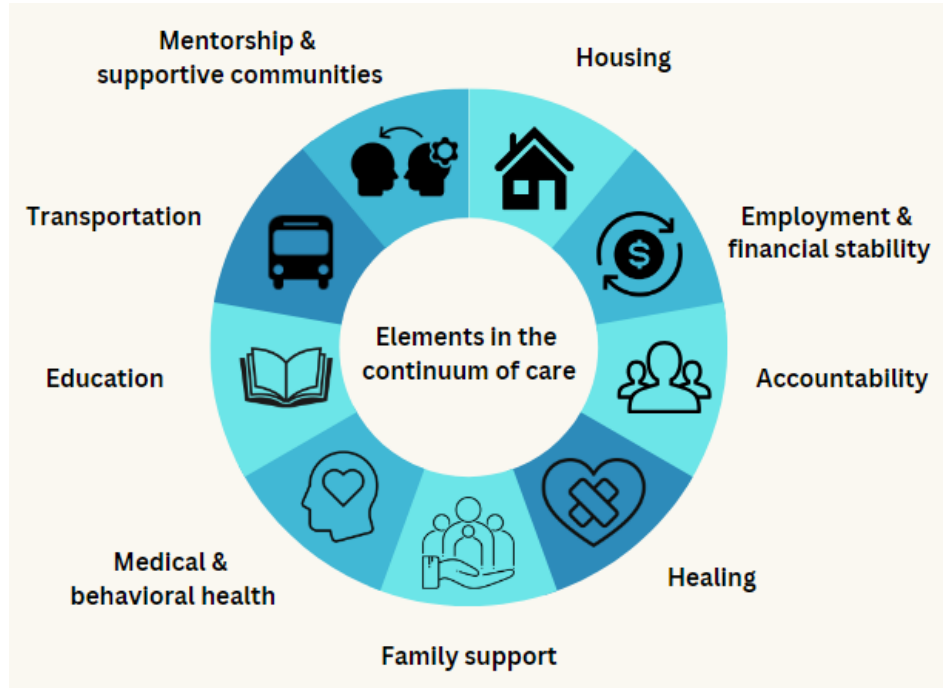 Mentorship &
supportive communities
Housing
Transportation
Employment &
financial stability
$
Elements in the
continuum of care
Education
Accountability
Medical &
behavioral health
Healing
Family support